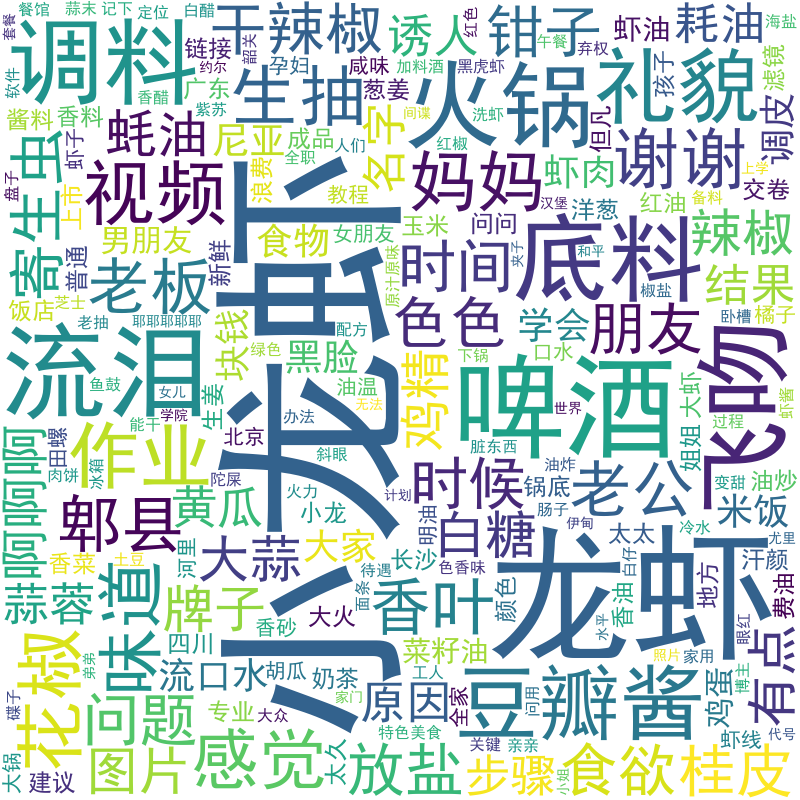 小龙虾
龙虾
啤酒
火锅
底料
调料
流泪
飞吻
豆瓣酱
礼貌
谢谢
妈妈
视频
作业
花椒
味道
感觉
郫县
香叶
食欲
桂皮
生抽
干辣椒
诱人
钳子
耗油
蚝油
寄生虫
老板
时间
色色
朋友
辣椒
结果
名字
鸡精
时候
老公
白糖
大蒜
黄瓜
蒜蓉
啊啊啊啊
牌子
问题
图片
放盐
步骤
原因
流口水
有点
米饭
学会
块钱
黑脸
食物
男朋友
尼亚
虾肉
调皮
大家
鸡蛋
菜籽油
链接
虾油
孩子
滤镜
海盐
套餐
餐馆
蒜末
记下
定位
白醋
软件
香醋
约尔
韶关
孕妇
咸味
加料酒
黑虎虾
红色
午餐
弃权
广东
葱姜
洗虾
酱料
香料
紫苏
成品
间谍
但凡
虾子
浪费
全职
人们
红椒
上学
盘子
上市
教程
女朋友
玉米
问问
汉堡
洋葱
红油
交卷
备料
普通
新鲜
原汁原味
夹子
和平
椒盐
饭店
芝士
老抽
耶耶耶耶耶
配方
卧槽
橘子
鱼鼓
绿色
下锅
口水
变甜
虾酱
女儿
生姜
油温
姐姐
大虾
过程
能干
学院
无法
世界
田螺
北京
办法
脏东西
油炸
肉饼
冰箱
陀屎
斜眼
锅底
油炒
火力
计划
肠子
伊甸
尤里
小龙
明油
太太
白仔
冷水
香菜
土豆
河里
长沙
色香味
汗颜
待遇
面条
颜色
香油
地方
费油
大火
水平
眼红
四川
香砂
弟弟
胡瓜
奶茶
工人
照片
家用
碟子
专业
大众
家门
全家
问用
虾线
博主
大锅
建议
特色美食
太久
关键
亲亲
小姐
代号